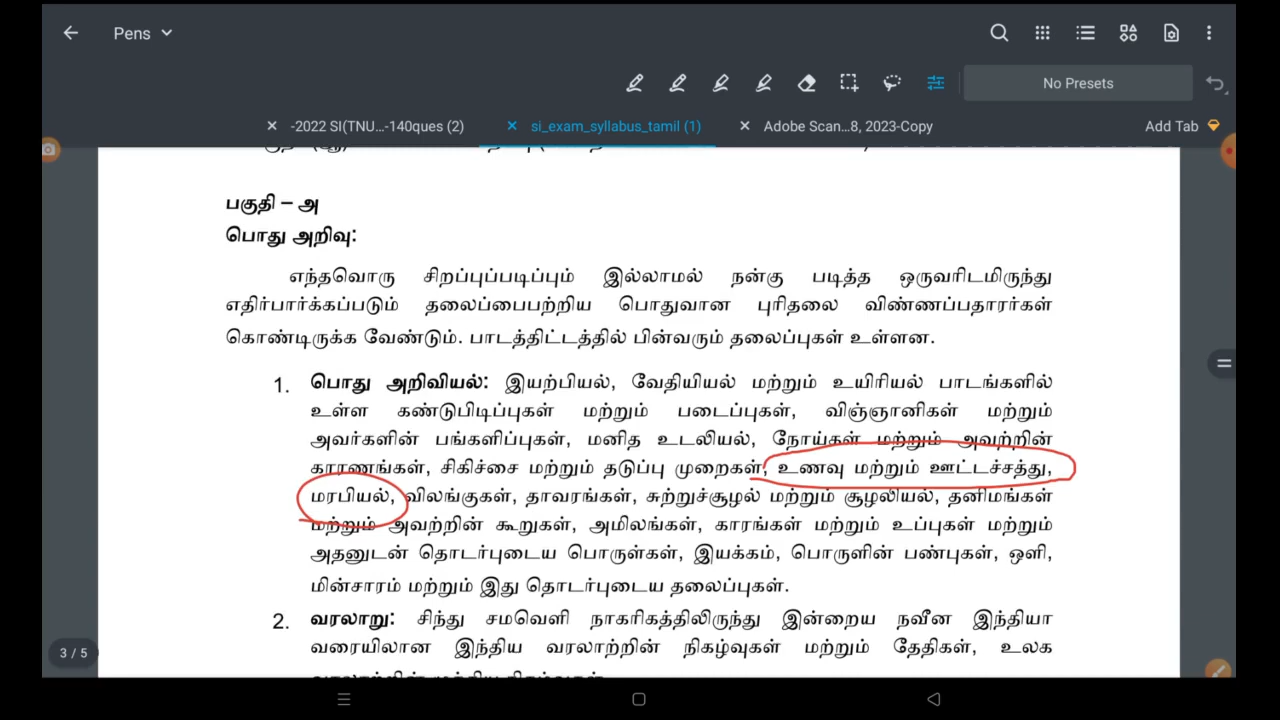 Pens
No Presets
-2022 SI(TNU...-140ques (2)
si_exam_syllabus_tamil (1)
Adobe Scan...8, 2023-Copy
Add Tab
பகுதி – அ
பொது அறிவு:
எந்தவொரு சிறப்புப்படிப்பும் இல்லாமல் நன்கு படித்த ஒருவரிடமிருந்து
எதிர்பார்க்கப்படும் தலைப்பைபற்றிய பொதுவான புரிதலை விண்ணப்பதாரர்கள்
கொண்டிருக்க வேண்டும். பாடத்திட்டத்தில் பின்வரும் தலைப்புகள் உள்ளன.
1. பொது அறிவியல்: இயற்பியல், வேதியியல் மற்றும் உயிரியல் பாடங்களில்
உள்ள கண்டுபிடிப்புகள் மற்றும் படைப்புகள், விஞ்ஞானிகள் மற்றும்
அவர்களின் பங்களிப்புகள், மனித உடலியல், நோய்கள் மற்றும் அவற்றின்
காரணங்கள், சிகிச்சை மற்றும் தடுப்பு முறைகள், உணவு மற்றும் ஊட்டச்சத்து,
மரபியல், விலங்குகள், தாவரங்கள், சுற்றுச்சூழல் மற்றும் சூழலியல், தனிமங்கள்
மற்றும் அவற்றின் கூறுகள், அமிலங்கள், காரங்கள் மற்றும் உப்புகள் மற்றும்
அதனுடன் தொடர்புடைய பொருள்கள், இயக்கம், பொருளின் பண்புகள், ஒளி,
மின்சாரம் மற்றும் இது தொடர்புடைய தலைப்புகள்.
2. வரலாறு: சிந்து சமவெளி நாகரிகத்திலிருந்து இன்றைய நவீன இந்தியா
வரையிலான இந்திய வரலாற்றின் நிகழ்வுகள் மற்றும் தேதிகள், உலக
3 / 5